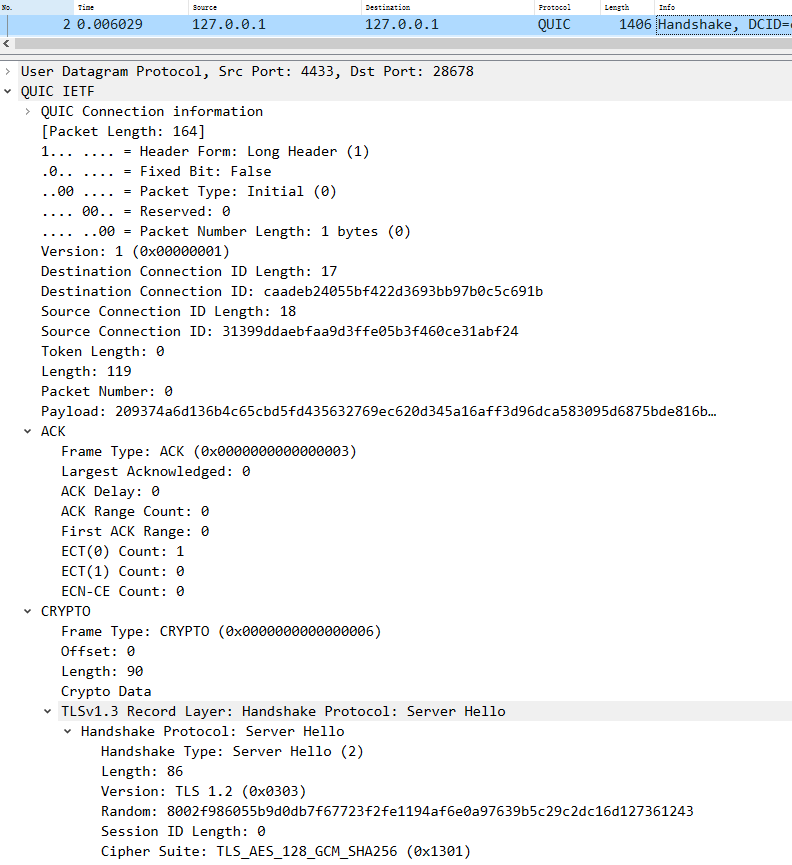 No. Time Source Destination Protocol Length Info
2 0.006029 127.0.0.1 127.0.0.1 QUIC 1406 Handshake, DCID=
User Datagram Protocol, Src Port: 4433, Dst Port: 28678
QUIC IETF
QUIC Connection information
[Packet Length: 164]
1... .... = Header Form: Long Header (1)
.0.. .... = Fixed Bit: False
..00 .... = Packet Type: Initial (0)
.... 00.. = Reserved: 0
.... ..00 = Packet Number Length: 1 bytes (0)
Version: 1 (0x00000001)
Destination Connection ID Length: 17
Destination Connection ID: caadeb24055bf422d3693bb97b0c5c691b
Source Connection ID Length: 18
Source Connection ID: 31399ddaebfaa9d3ffe05b3f460ce31abf24
Token Length: 0
Length: 119
Packet Number: 0
Payload: 209374a6d136b4c65cbd5fd435632769ec620d345a16aff3d96dca583095d6875bde816b…
ACK
Frame Type: ACK (0x0000000000000003)
Largest Acknowledged: 0
ACK Delay: 0
ACK Range Count: 0
First ACK Range: 0
ECT(0) Count: 1
ECT(1) Count: 0
ECN-CE Count: 0
CRYPTO
Frame Type: CRYPTO (0x0000000000000006)
Offset: 0
Length: 90
Crypto Data
TLSv1.3 Record Layer: Handshake Protocol: Server Hello
Handshake Protocol: Server Hello
Handshake Type: Server Hello (2)
Length: 86
Version: TLS 1.2 (0x0303)
Random: 8002f986055b9d0db7f67723f2fe1194af6e0a97639b5c29c2dc16d127361243
Session ID Length: 0
Cipher Suite: TLS_AES_128_GCM_SHA256 (0x1301)